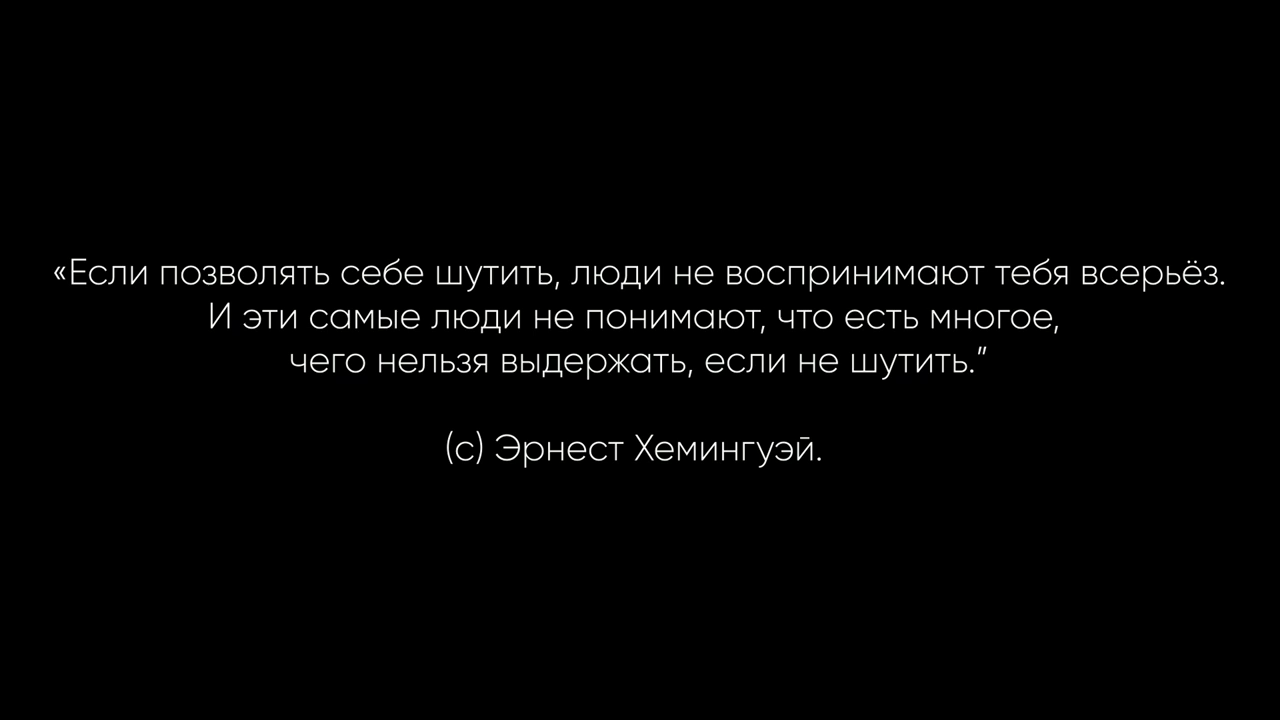 «Если позволять себе шутить, люди не воспринимают тебя всерьёз.
И эти самые люди не понимают, что есть многое,
чего нельзя выдержать, если не шутить.”
(с) Эрнест Хемингуэй.